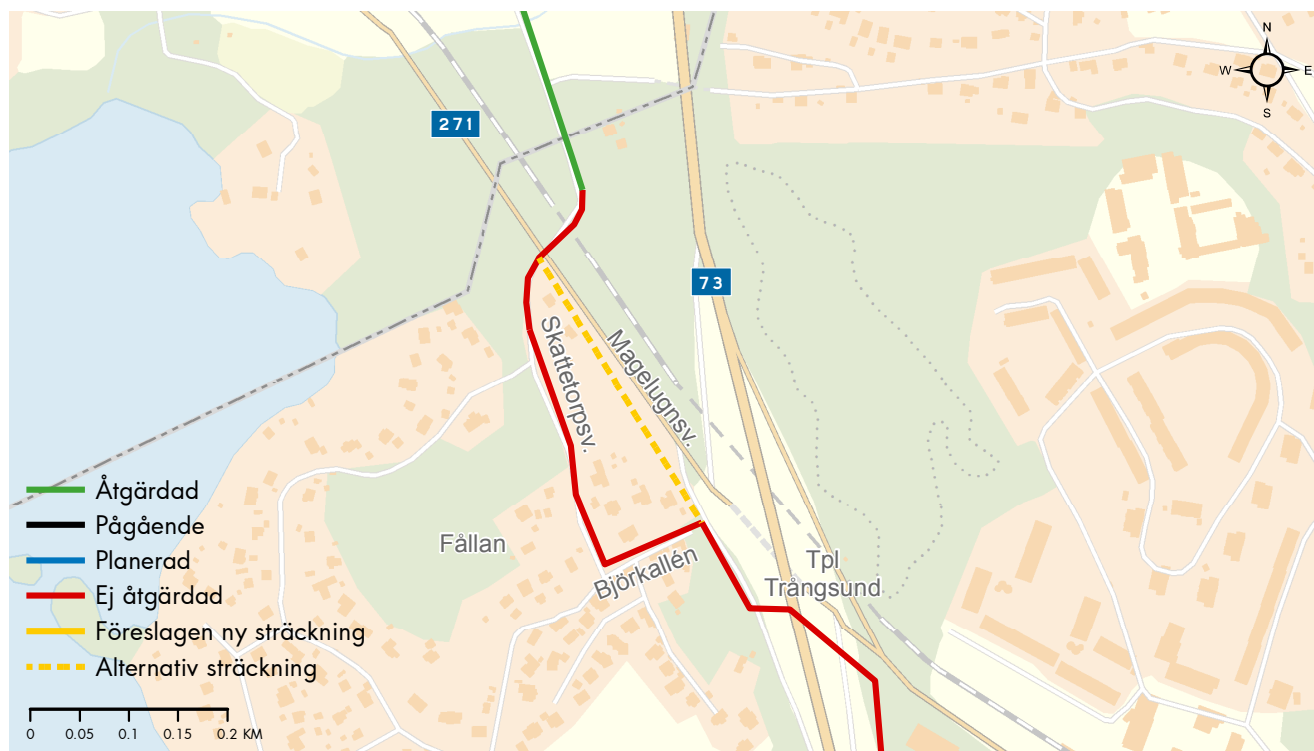 N
W E
S
271
73
Skattetorpsv.
Magelugnsv.
Fållan
Björkallén
Tpl
Trångsund
Åtgärdad
Pågående
Planerad
Ej åtgärdad
Föreslagen ny sträckning
Alternativ sträckning
0 0.05 0.1 0.15 0.2 KM